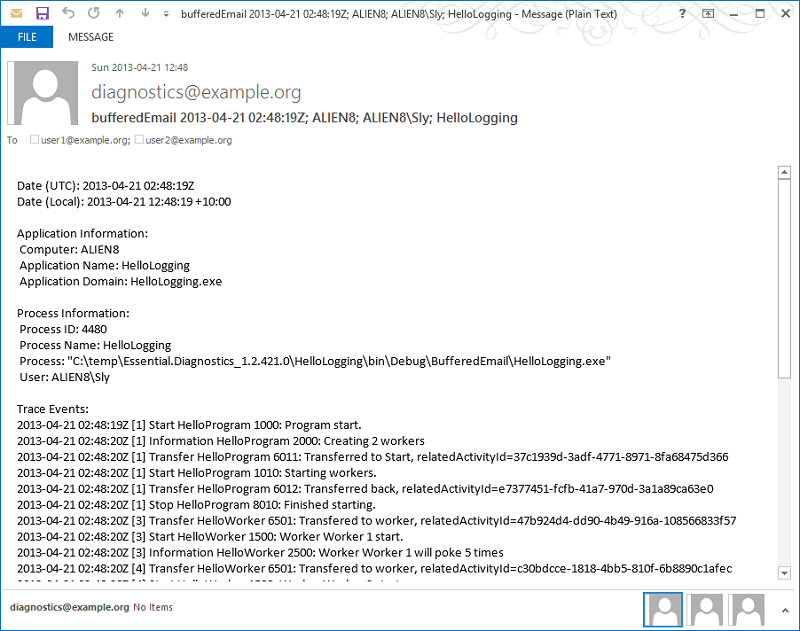 bufferedEmail 2013-04-21 02:48:19Z; ALIEN8; ALIEN8\Sly; HelloLogging - Message (Plain Text)
?
FILE MESSAGE
Sun 2013-04-21 12:48
diagnostics@example.org
bufferedEmail 2013-04-21 02:48:19Z; ALIEN8; ALIEN8\Sly; HelloLogging
To user1@example.org; user2@example.org
Date (UTC): 2013-04-21 02:48:19Z
Date (Local): 2013-04-21 12:48:19 +10:00
Application Information:
Computer: ALIEN8
Application Name: HelloLogging
Application Domain: HelloLogging.exe
Process Information:
Process ID: 4480
Process Name: HelloLogging
Process: "C:\temp\Essential.Diagnostics_1.2.421.0\HelloLogging\bin\Debug\BufferedEmail\HelloLogging.exe"
User: ALIEN8\Sly
Trace Events:
2013-04-21 02:48:19Z [1] Start HelloProgram 1000: Program start.
2013-04-21 02:48:20Z [1] Information HelloProgram 2000: Creating 2 workers
2013-04-21 02:48:20Z [1] Transfer HelloProgram 6011: Transferred to Start, relatedActivityId=37c1939d-3adf-4771-8971-8fa68475d366
2013-04-21 02:48:20Z [1] Start HelloProgram 1010: Starting workers.
2013-04-21 02:48:20Z [1] Transfer HelloProgram 6012: Transferred back, relatedActivityId=e7377451-fcfb-41a7-970d-3a1a89ca63e0
2013-04-21 02:48:20Z [1] Stop HelloProgram 8010: Finished starting.
2013-04-21 02:48:20Z [3] Transfer HelloWorker 6501: Transfered to worker, relatedActivityId=47b924d4-dd90-4b49-916a-108566833f57
2013-04-21 02:48:20Z [3] Start HelloWorker 1500: Worker Worker 1 start.
2013-04-21 02:48:20Z [3] Information HelloWorker 2500: Worker Worker 1 will poke 5 times
2013-04-21 02:48:20Z [4] Transfer HelloWorker 6501: Transfered to worker, relatedActivityId=c30bdcce-1818-4bb5-810f-6b8890c1afec
diagnostics@example.org No Items